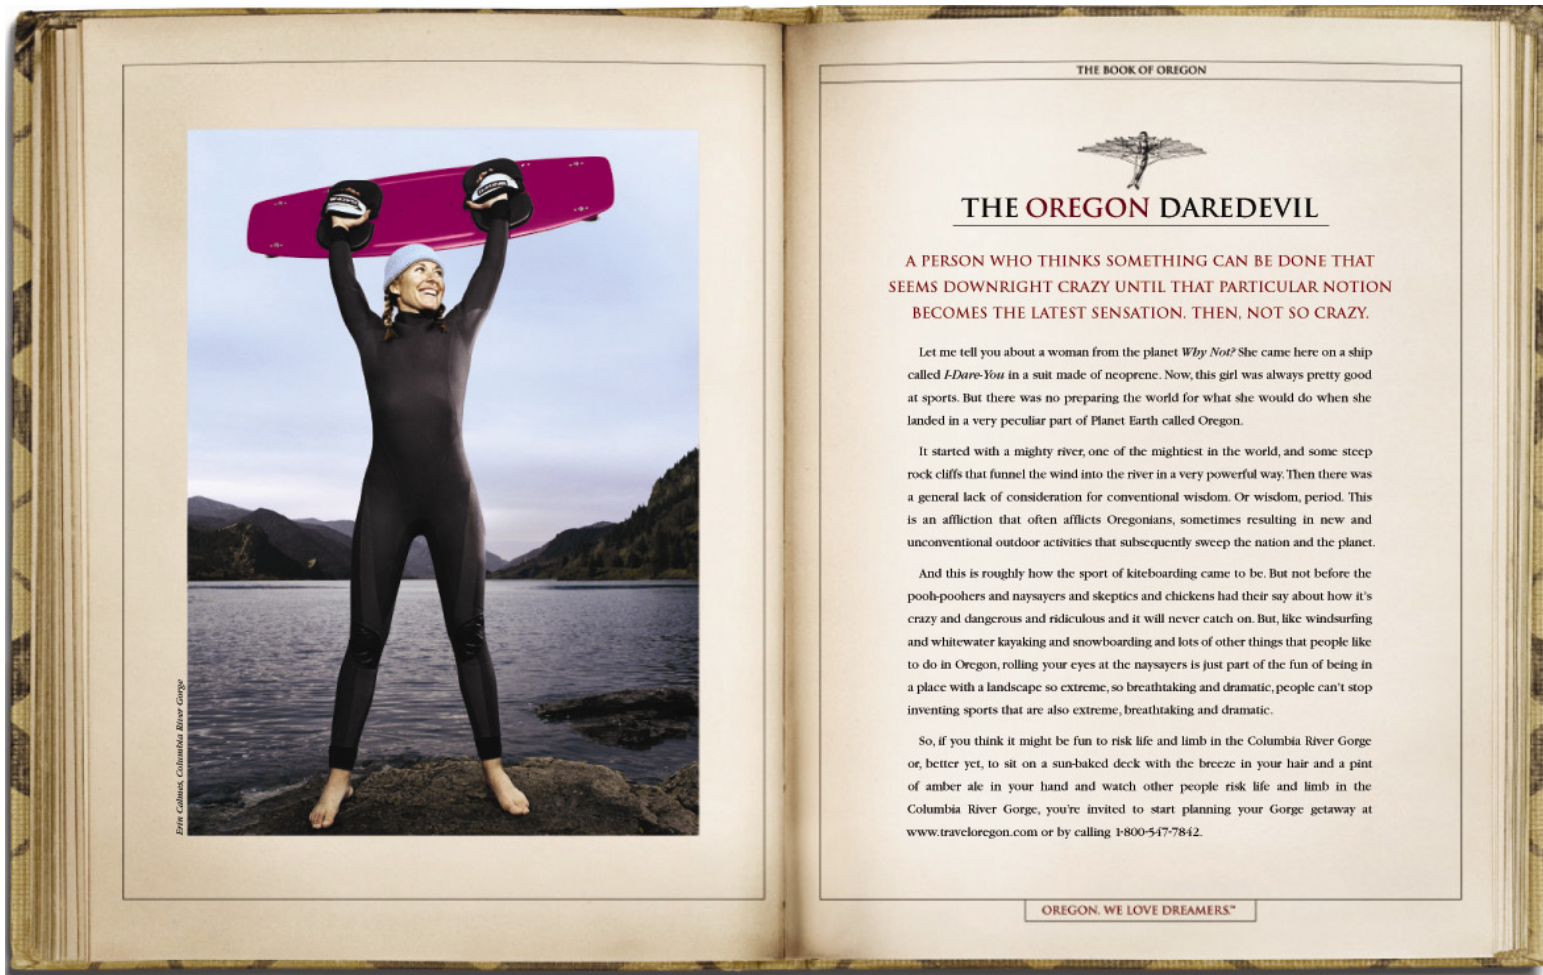 Erin Calmes, Columbia River Gorge
THE BOOK OF OREGON
THE OREGON DAREDEVIL
A PERSON WHO THINKS SOMETHING CAN BE DONE THAT
SEEMS DOWNRIGHT CRAZY UNTIL THAT PARTICULAR NOTION
BECOMES THE LATEST SENSATION. THEN, NOT SO CRAZY.
Let me tell you about a woman from the planet Why Not? She came here on a ship
called I-Dare-You in a suit made of neoprene. Now, this girl was always pretty good
at sports. But there was no preparing the world for what she would do when she
landed in a very peculiar part of Planet Earth called Oregon.
It started with a mighty river, one of the mightiest in the world, and some steep
rock cliffs that funnel the wind into the river in a very powerful way. Then there was
a general lack of consideration for conventional wisdom. Or wisdom, period. This
is an affliction that often afflicts Oregonians, sometimes resulting in new and
unconventional outdoor activities that subsequently sweep the nation and the planet.
And this is roughly how the sport of kiteboarding came to be. But not before the
pooh-poohers and naysayers and skeptics and chickens had their say about how it's
crazy and dangerous and ridiculous and it will never catch on. But, like windsurfing
and whitewater kayaking and snowboarding and lots of other things that people like
to do in Oregon, rolling your eyes at the naysayers is just part of the fun of being in
a place with a landscape so extreme, so breathtaking and dramatic, people can't stop
inventing sports that are also extreme, breathtaking and dramatic.
So, if you think it might be fun to risk life and limb in the Columbia River Gorge
or, better yet, to sit on a sun-baked deck with the breeze in your hair and a pint
of amber ale in your hand and watch other people risk life and limb in the
Columbia River Gorge, you're invited to start planning your Gorge getaway at
www.traveloregon.com or by calling 1-800-547-7842.
OREGON. WE LOVE DREAMERS.™